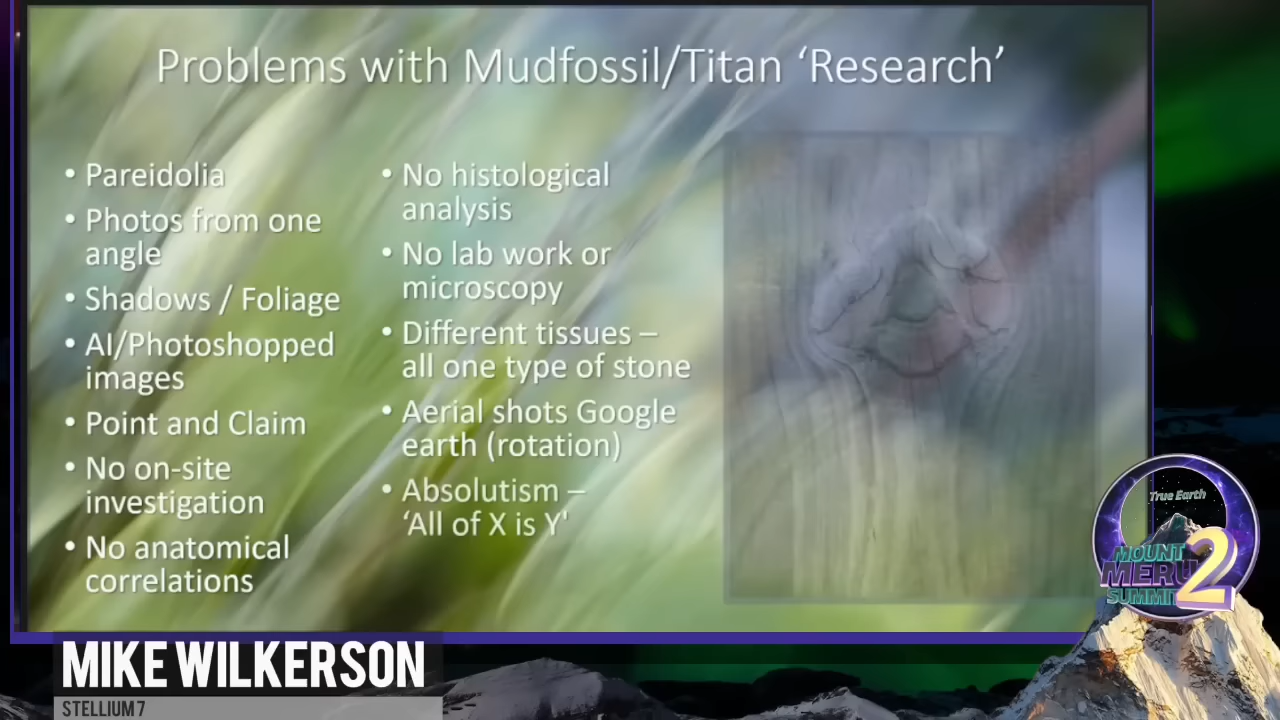 Problems with Mudfossil/Titan ‘Research’
• Pareidolia
• Photos from one
angle
• Shadows / Foliage
• AI/Photoshopped
images
• Point and Claim
• No on-site
investigation
• No anatomical
correlations
• No histological
analysis
• No lab work or
microscopy
• Different tissues –
all one type of stone
• Aerial shots Google
earth (rotation)
• Absolutism –
‘All of X is Y'
True Earth
MOUNT
MERU
SUMMIT
2
MIKE WILKERSON
STELLIUM 7